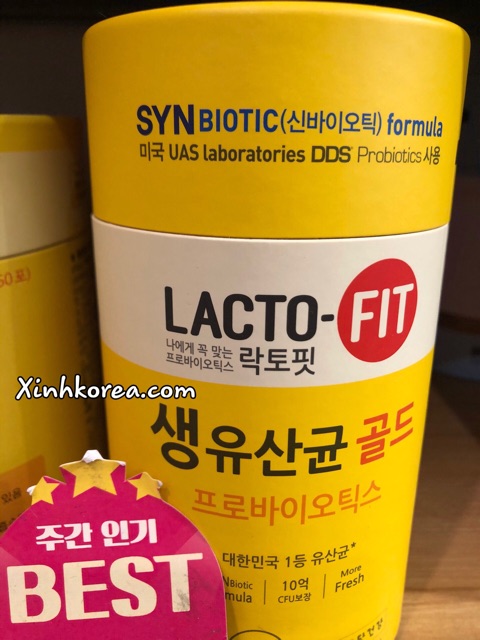 SYNBIOTIC(신바이오틱) formula
미국 UAS laboratories DDS® Probiotics 사용
50포)
LACTO-FIT
나에게 꼭 맞는
프로바이오틱스 락토핏
Xinhkorea.com
생유산균 골드
프로바이오틱스
주간 인기
BEST
대한민국 1등 유산균*
Biotic
mula
10억
CFU보장
More
Fresh